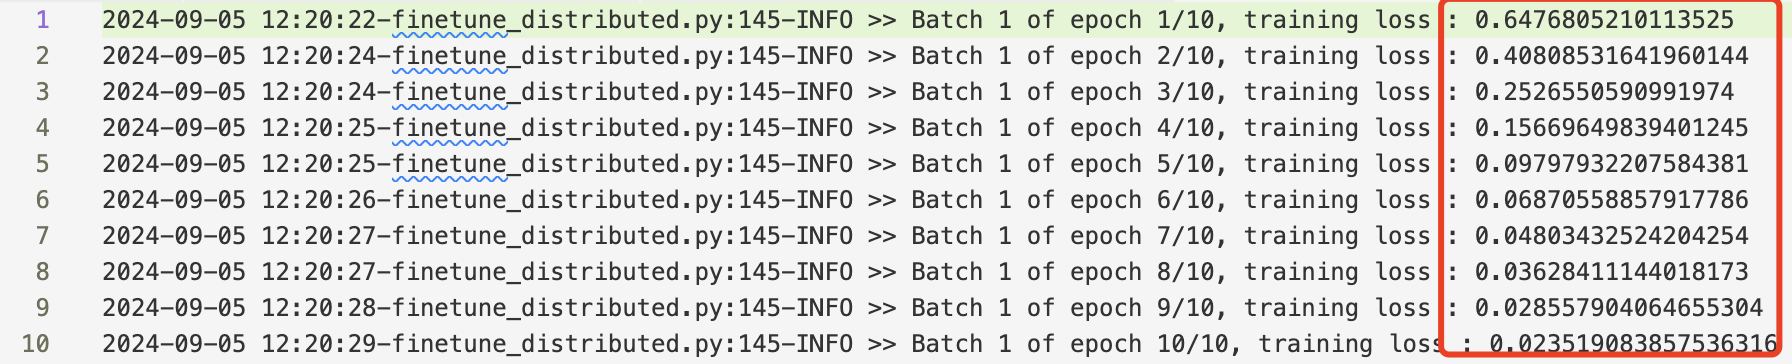 1 2024-09-05 12:20:22-finetune_distributed.py:145-INFO >> Batch 1 of epoch 1/10, training loss : 0.6476805210113525
2 2024-09-05 12:20:24-finetune_distributed.py:145-INFO >> Batch 1 of epoch 2/10, training loss : 0.40808531641960144
3 2024-09-05 12:20:24-finetune_distributed.py:145-INFO >> Batch 1 of epoch 3/10, training loss : 0.2526550590991974
4 2024-09-05 12:20:25-finetune_distributed.py:145-INFO >> Batch 1 of epoch 4/10, training loss : 0.15669649839401245
5 2024-09-05 12:20:25-finetune_distributed.py:145-INFO >> Batch 1 of epoch 5/10, training loss : 0.09797932207584381
6 2024-09-05 12:20:26-finetune_distributed.py:145-INFO >> Batch 1 of epoch 6/10, training loss : 0.06870558857917786
7 2024-09-05 12:20:27-finetune_distributed.py:145-INFO >> Batch 1 of epoch 7/10, training loss : 0.04803432524204254
8 2024-09-05 12:20:27-finetune_distributed.py:145-INFO >> Batch 1 of epoch 8/10, training loss : 0.03628411144018173
9 2024-09-05 12:20:28-finetune_distributed.py:145-INFO >> Batch 1 of epoch 9/10, training loss : 0.028557904064655304
10 2024-09-05 12:20:29-finetune_distributed.py:145-INFO >> Batch 1 of epoch 10/10, training loss : 0.023519083857536316